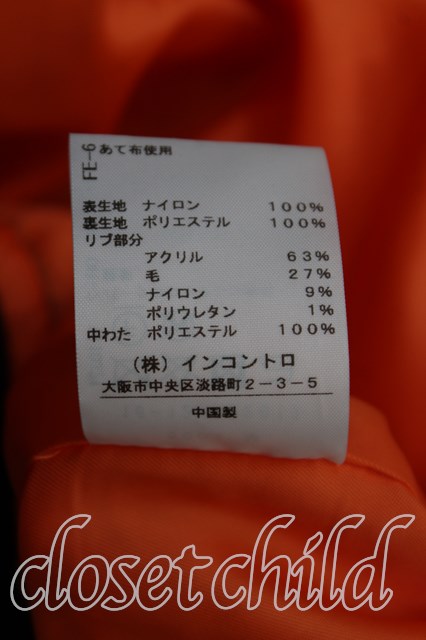 FE-6
あて布使用
表生地 ナイロン 100%
裏生地 ポリエステル 100%
リブ部分
アクリル 63%
毛 27%
ナイロン 9%
ポリウレタン 1%
中わた ポリエステル 100%
(株)インコントロ
大阪市中央区淡路町2-3-5
中国製
closet child